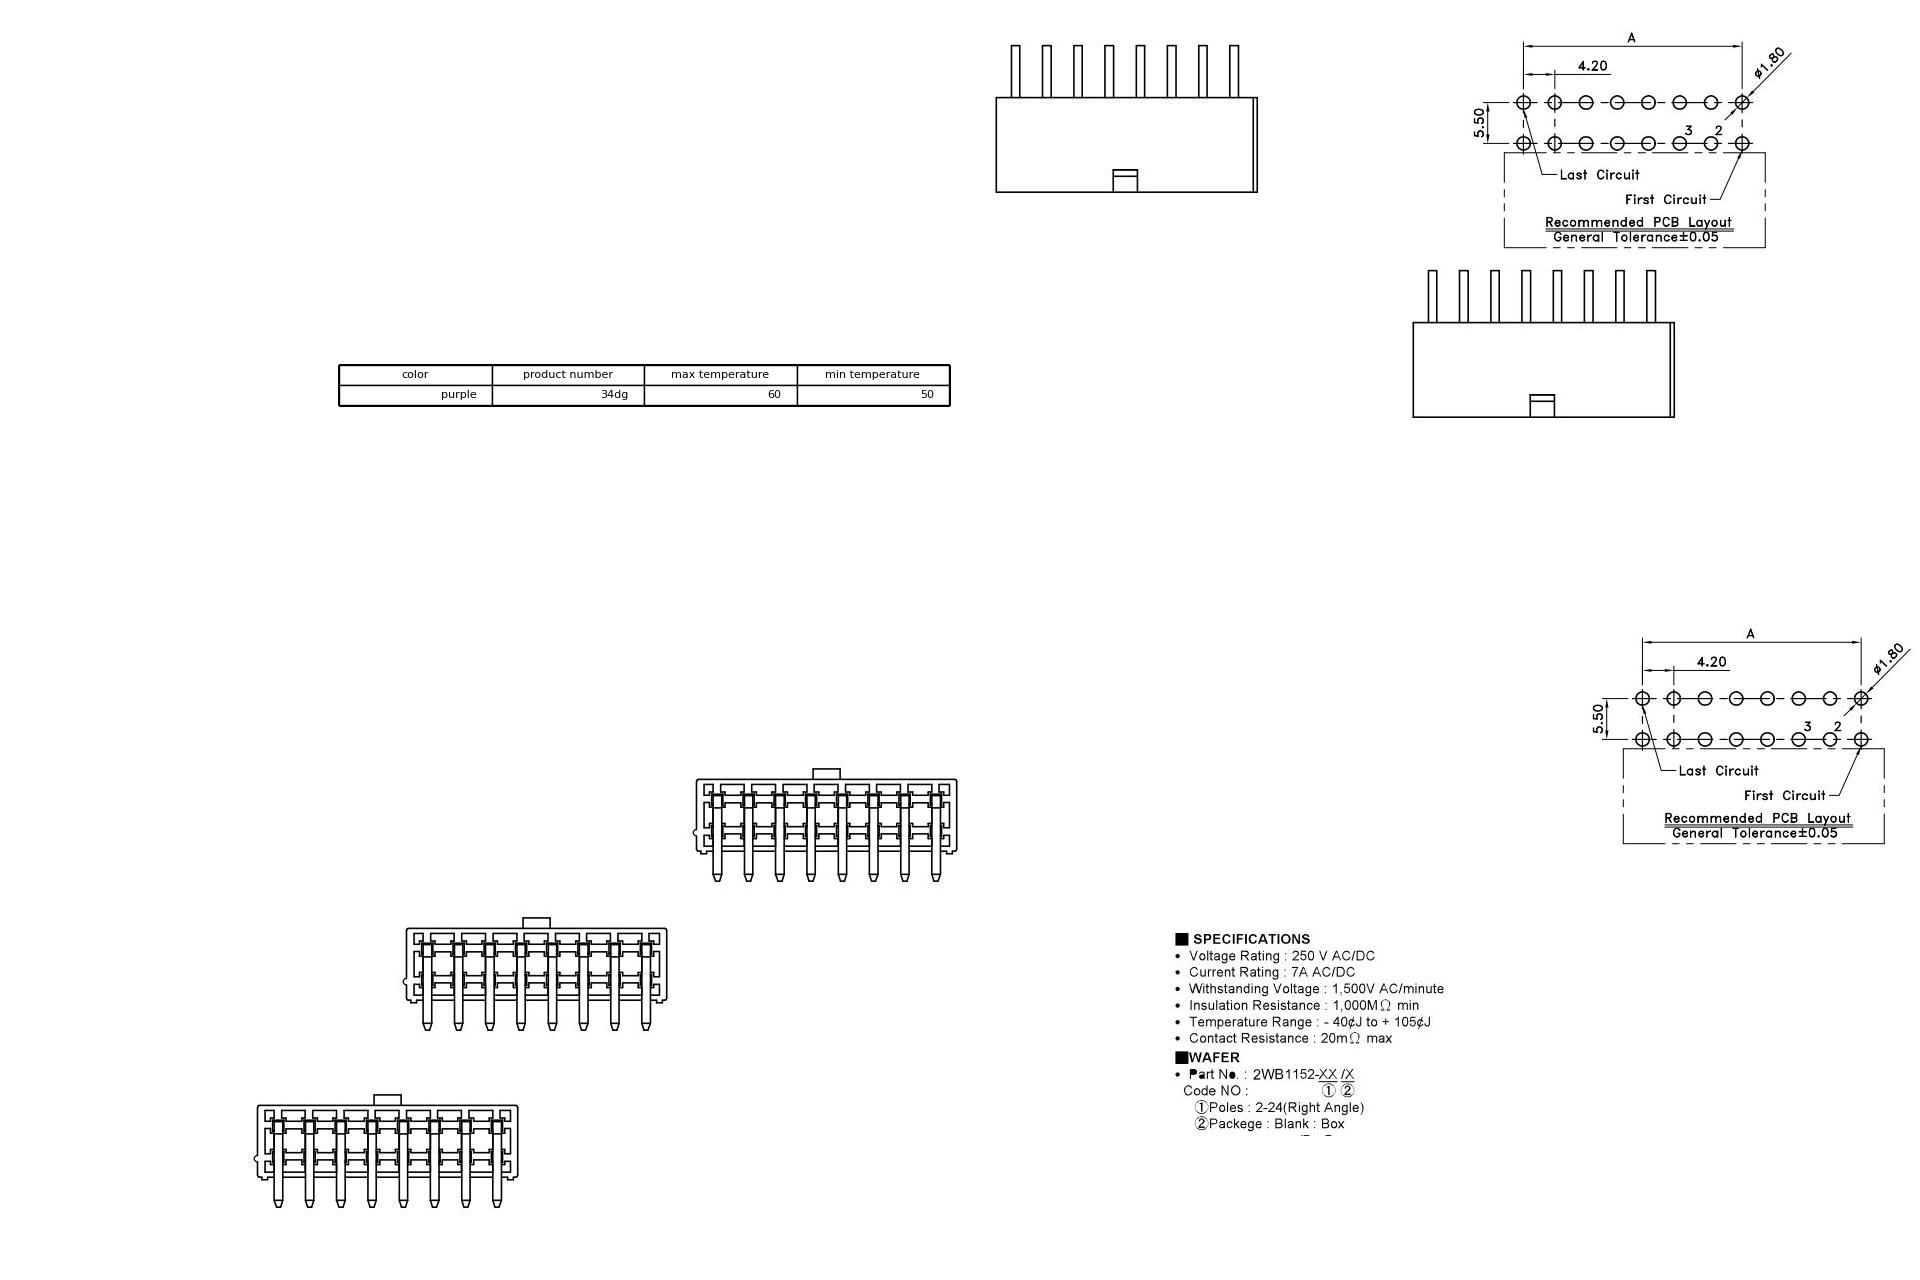 A
4.20
ø1.80
5.50
3 2
Last Circuit
First Circuit
Recommended PCB Layout
General Tolerance±0.05
color product number max temperature min temperature
purple 34dg 60 50
A
4.20
ø1.80
5.50
3 2
Last Circuit
First Circuit
Recommended PCB Layout
General Tolerance±0.05
■ SPECIFICATIONS
• Voltage Rating : 250 V AC/DC
• Current Rating : 7A AC/DC
• Withstanding Voltage : 1,500V AC/minute
• Insulation Resistance : 1,000MΩ min
• Temperature Range : - 40¢J to + 105¢J
• Contact Resistance : 20mΩ max
■WAFER
• Part No. : 2WB1152-XX /X
Code NO : ① ②
①Poles : 2-24(Right Angle)
②Packege : Blank : Box